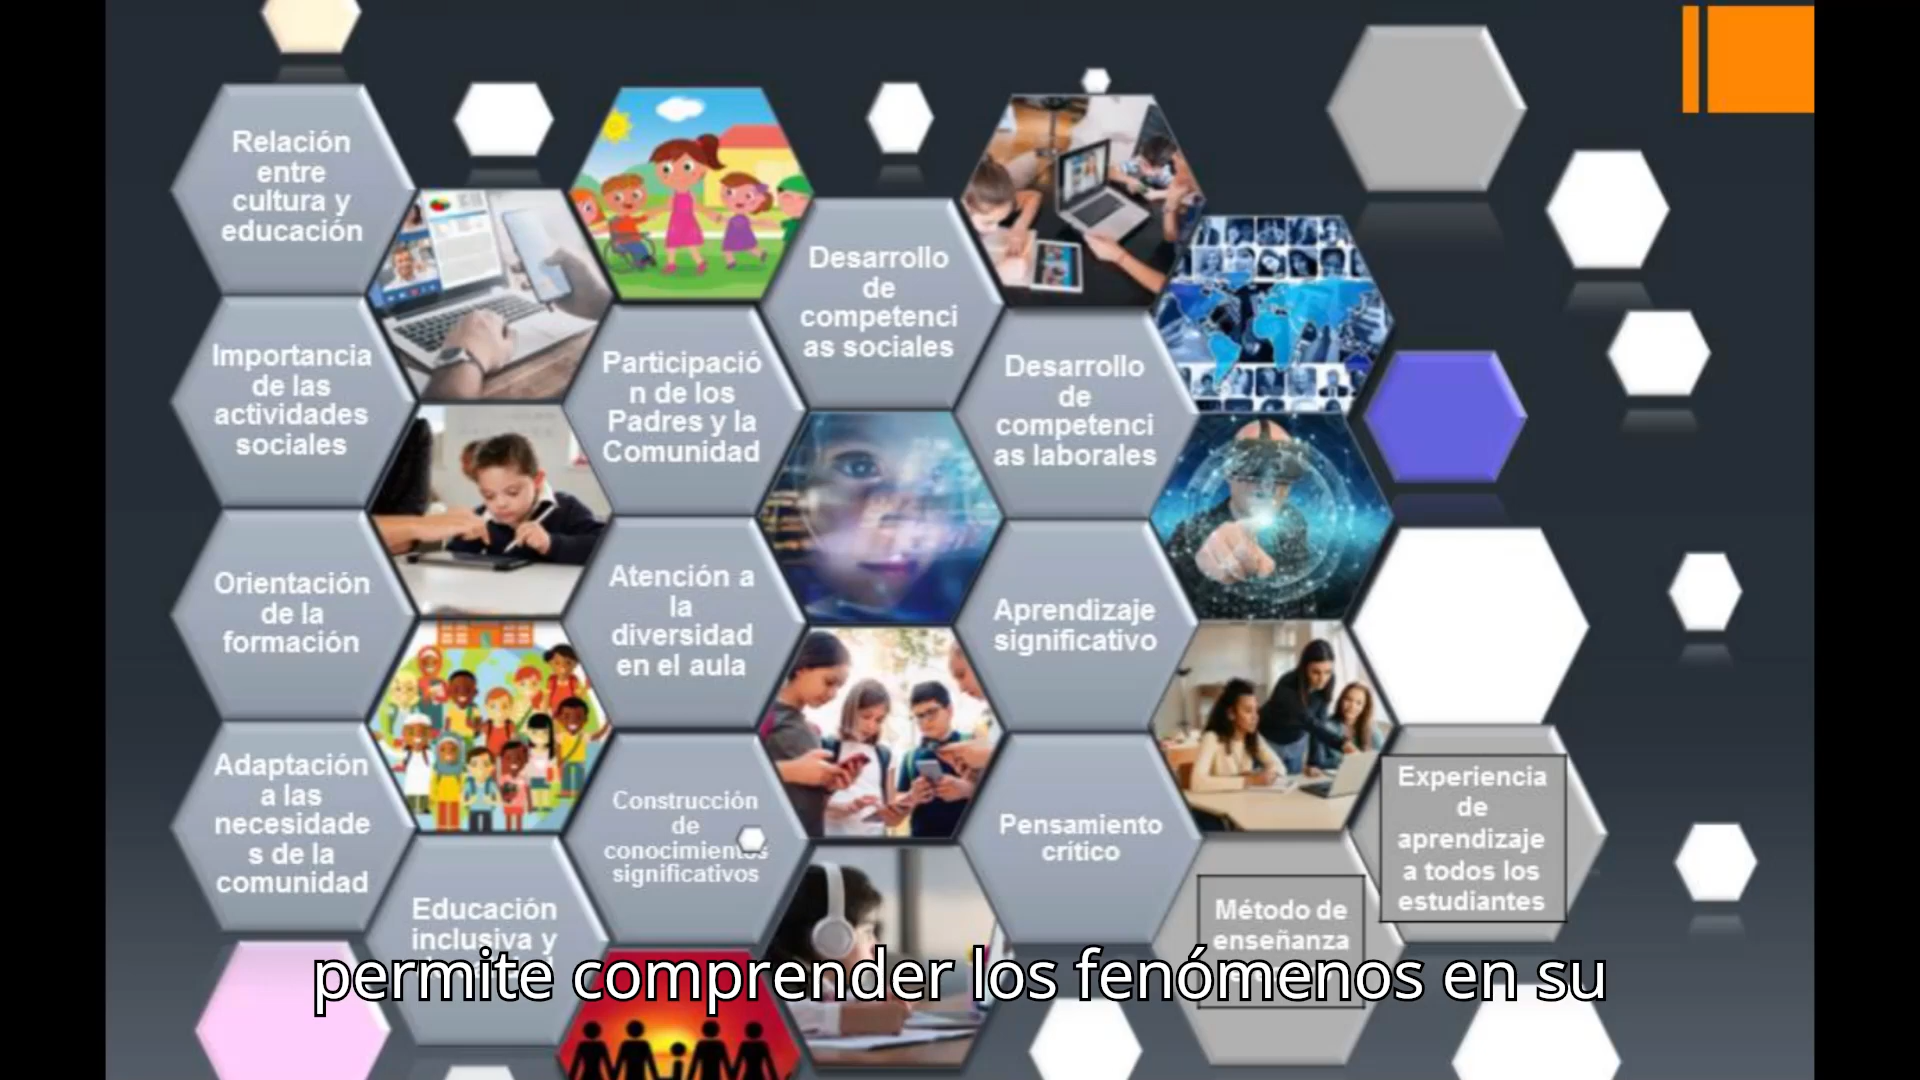 Relación
entre
cultura y
educación
Importancia
de las
actividades
sociales
Orientación
de la
formación
Adaptación
a las
necesidade
s de la
comunidad
Educación
inclusiva y
Participació
n de los
Padres y la
Comunidad
Atención a
la
diversidad
en el aula
Construcción
de
conocimientos
significativos
Desarrollo
de
competenci
as sociales
Desarrollo
de
competenci
as laborales
Aprendizaje
significativo
Pensamiento
crítico
Método de
enseñanza
Experiencia
de
aprendizaje
a todos los
estudiantes
permite comprender los fenómenos en su